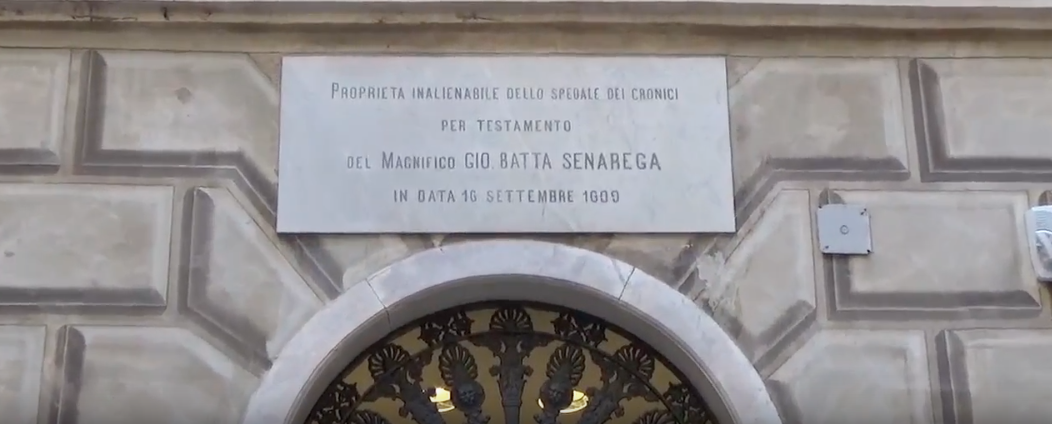 PROPRIETA INALIENABILE DELLO SPEDALE DEI CRONICI
PER TESTAMENTO
DEL MAGNIFICO GIO. BATTA SENAREGA
IN DATA 16 SETTEMBRE 1609